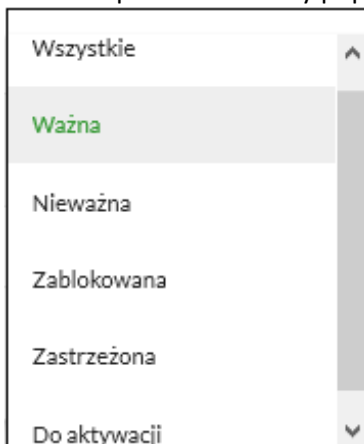 Wszystkie
Ważna
Nieważna
Zablokowana
Zastrzeżona
Do aktywacji